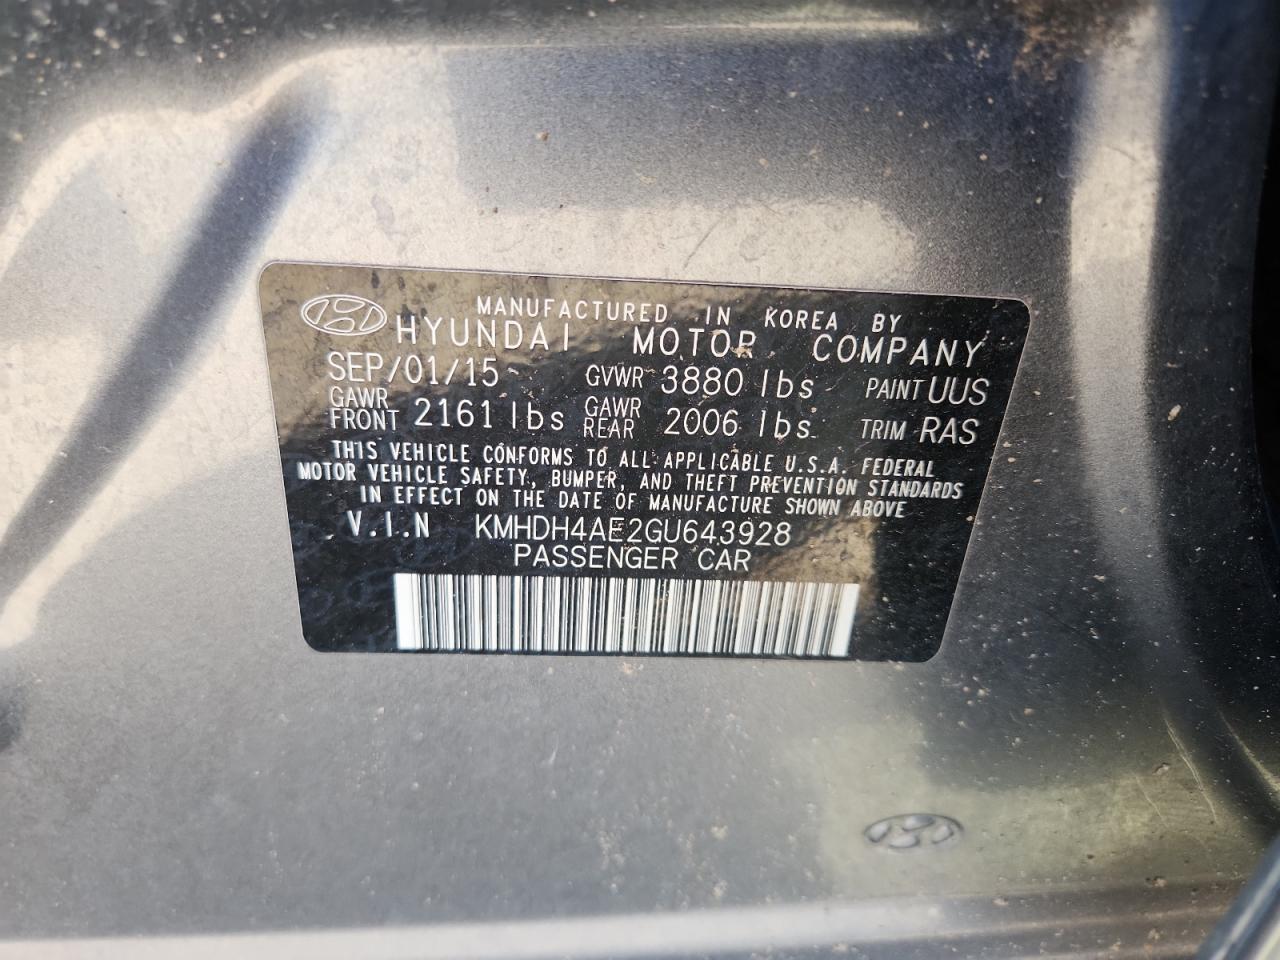 MANUFACTURED IN KOREA BY
HYUNDAI MOTOR COMPANY
SEP/01/15 GVWR 3880 lbs PAINT UUS
GAWR FRONT 2161 lbs GAWR REAR 2006 lbs TRIM RAS
THIS VEHICLE CONFORMS TO ALL APPLICABLE U.S.A. FEDERAL
MOTOR VEHICLE SAFETY, BUMPER, AND THEFT PREVENTION STANDARDS
IN EFFECT ON THE DATE OF MANUFACTURE SHOWN ABOVE
V.I.N KMHDH4AE2GU643928
PASSENGER CAR